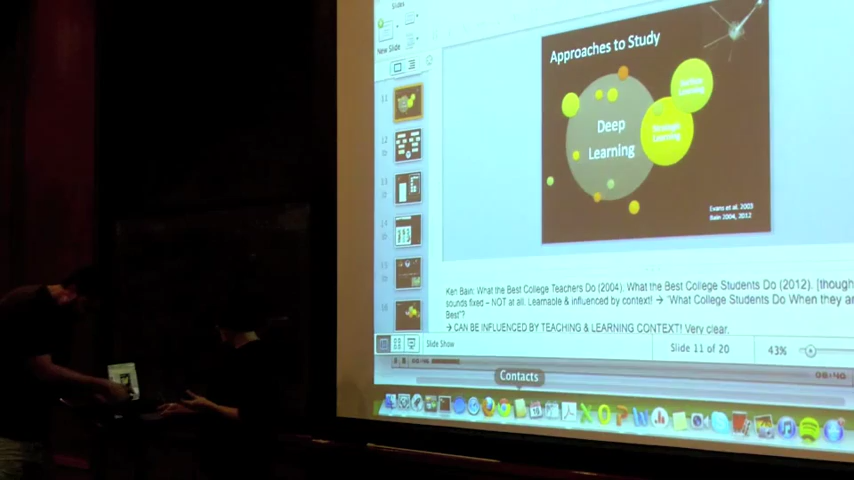 Slides
New Slide
11
12
13
14
15
16
Approaches to Study
Deep
Learning
Strategic
Learning
Surface
Learning
Evans et al. 2003
Bain 2004, 2012
Ken Bain: What the Best College Teachers Do (2004). What the Best College Students Do (2012). [though
sounds fixed – NOT at all. Learnable & influenced by context! → "What College Students Do When they ar
Best"?
→ CAN BE INFLUENCED BY TEACHING & LEARNING CONTEXT! Very clear.
Slide Show
Slide 11 of 20
43%
Contacts